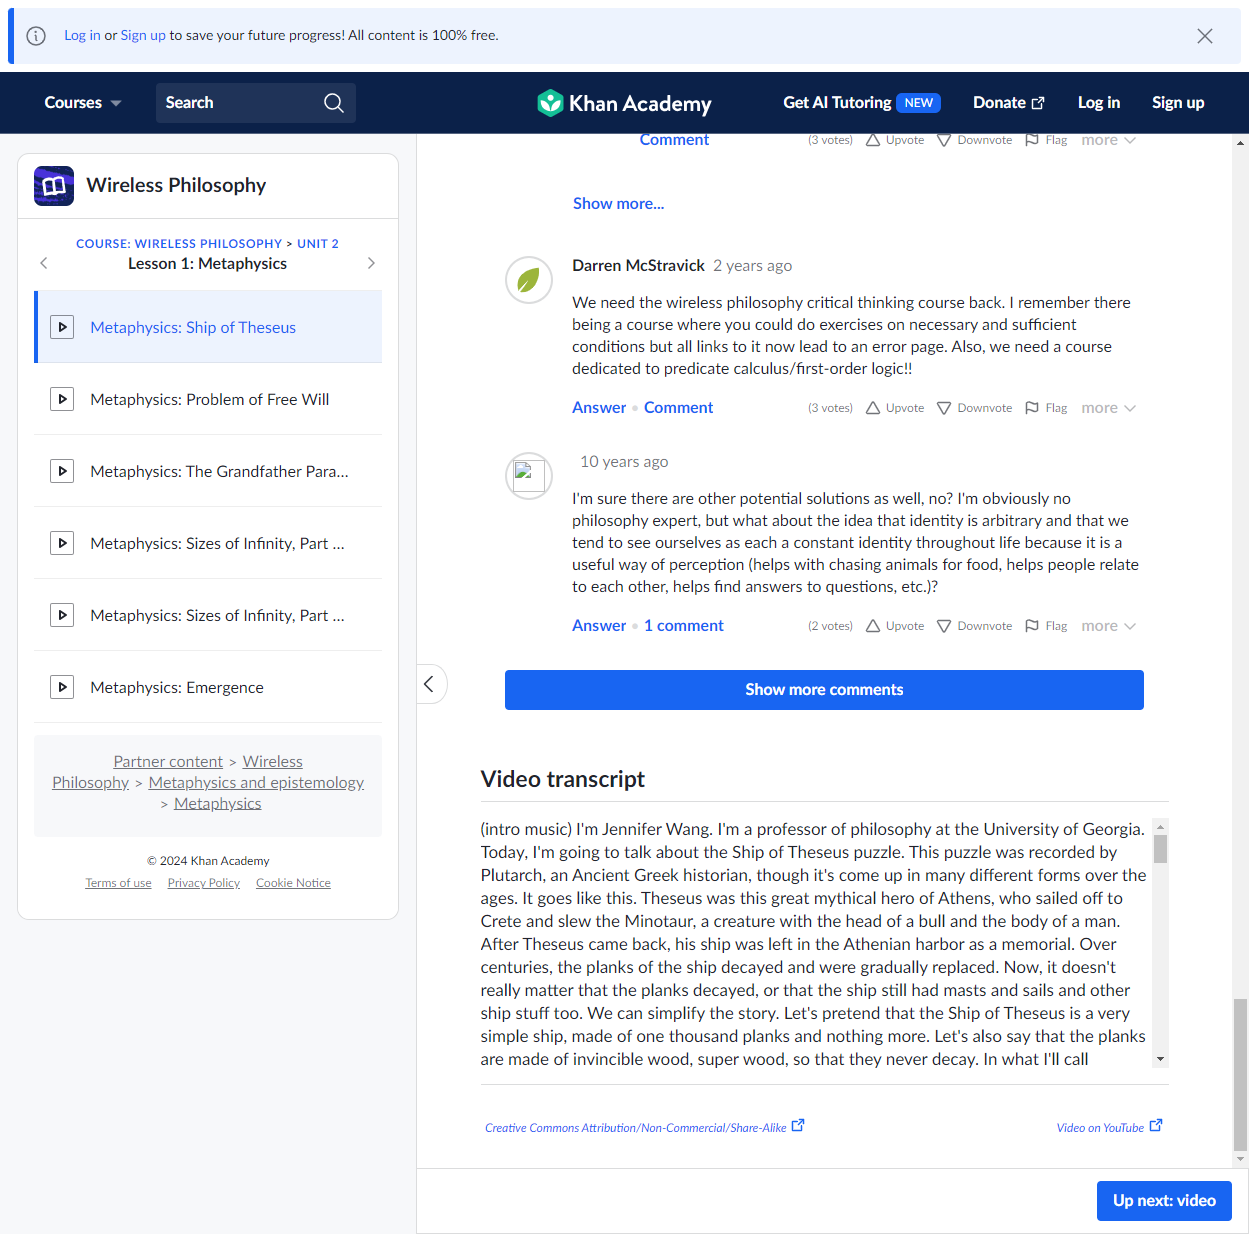 Log in or Sign up to save your future progress! All content is 100% free.
Courses
Search
Khan Academy
Get AI Tutoring NEW
Donate
Log in
Sign up
Wireless Philosophy
COURSE: WIRELESS PHILOSOPHY > UNIT 2
Lesson 1: Metaphysics
Metaphysics: Ship of Theseus
Metaphysics: Problem of Free Will
Metaphysics: The Grandfather Para...
Metaphysics: Sizes of Infinity, Part ...
Metaphysics: Sizes of Infinity, Part ...
Metaphysics: Emergence
Partner content > Wireless
Philosophy > Metaphysics and epistemology
> Metaphysics
© 2024 Khan Academy
Terms of use Privacy Policy Cookie Notice
Comment (3 votes) Upvote Downvote Flag more
Show more...
Darren McStravick 2 years ago
We need the wireless philosophy critical thinking course back. I remember there
being a course where you could do exercises on necessary and sufficient
conditions but all links to it now lead to an error page. Also, we need a course
dedicated to predicate calculus/first-order logic!!
Answer • Comment (3 votes) Upvote Downvote Flag more
10 years ago
I'm sure there are other potential solutions as well, no? I'm obviously no
philosophy expert, but what about the idea that identity is arbitrary and that we
tend to see ourselves as each a constant identity throughout life because it is a
useful way of perception (helps with chasing animals for food, helps people relate
to each other, helps find answers to questions, etc.)?
Answer • 1 comment (2 votes) Upvote Downvote Flag more
Show more comments
Video transcript
(intro music) I'm Jennifer Wang. I'm a professor of philosophy at the University of Georgia.
Today, I'm going to talk about the Ship of Theseus puzzle. This puzzle was recorded by
Plutarch, an Ancient Greek historian, though it's come up in many different forms over the
ages. It goes like this. Theseus was this great mythical hero of Athens, who sailed off to
Crete and slew the Minotaur, a creature with the head of a bull and the body of a man.
After Theseus came back, his ship was left in the Athenian harbor as a memorial. Over
centuries, the planks of the ship decayed and were gradually replaced. Now, it doesn't
really matter that the planks decayed, or that the ship still had masts and sails and other
ship stuff too. We can simplify the story. Let's pretend that the Ship of Theseus is a very
simple ship, made of one thousand planks and nothing more. Let's also say that the planks
are made of invincible wood, super wood, so that they never decay. In what I'll call
Creative Commons Attribution/Non-Commercial/Share-Alike
Video on YouTube
Up next: video